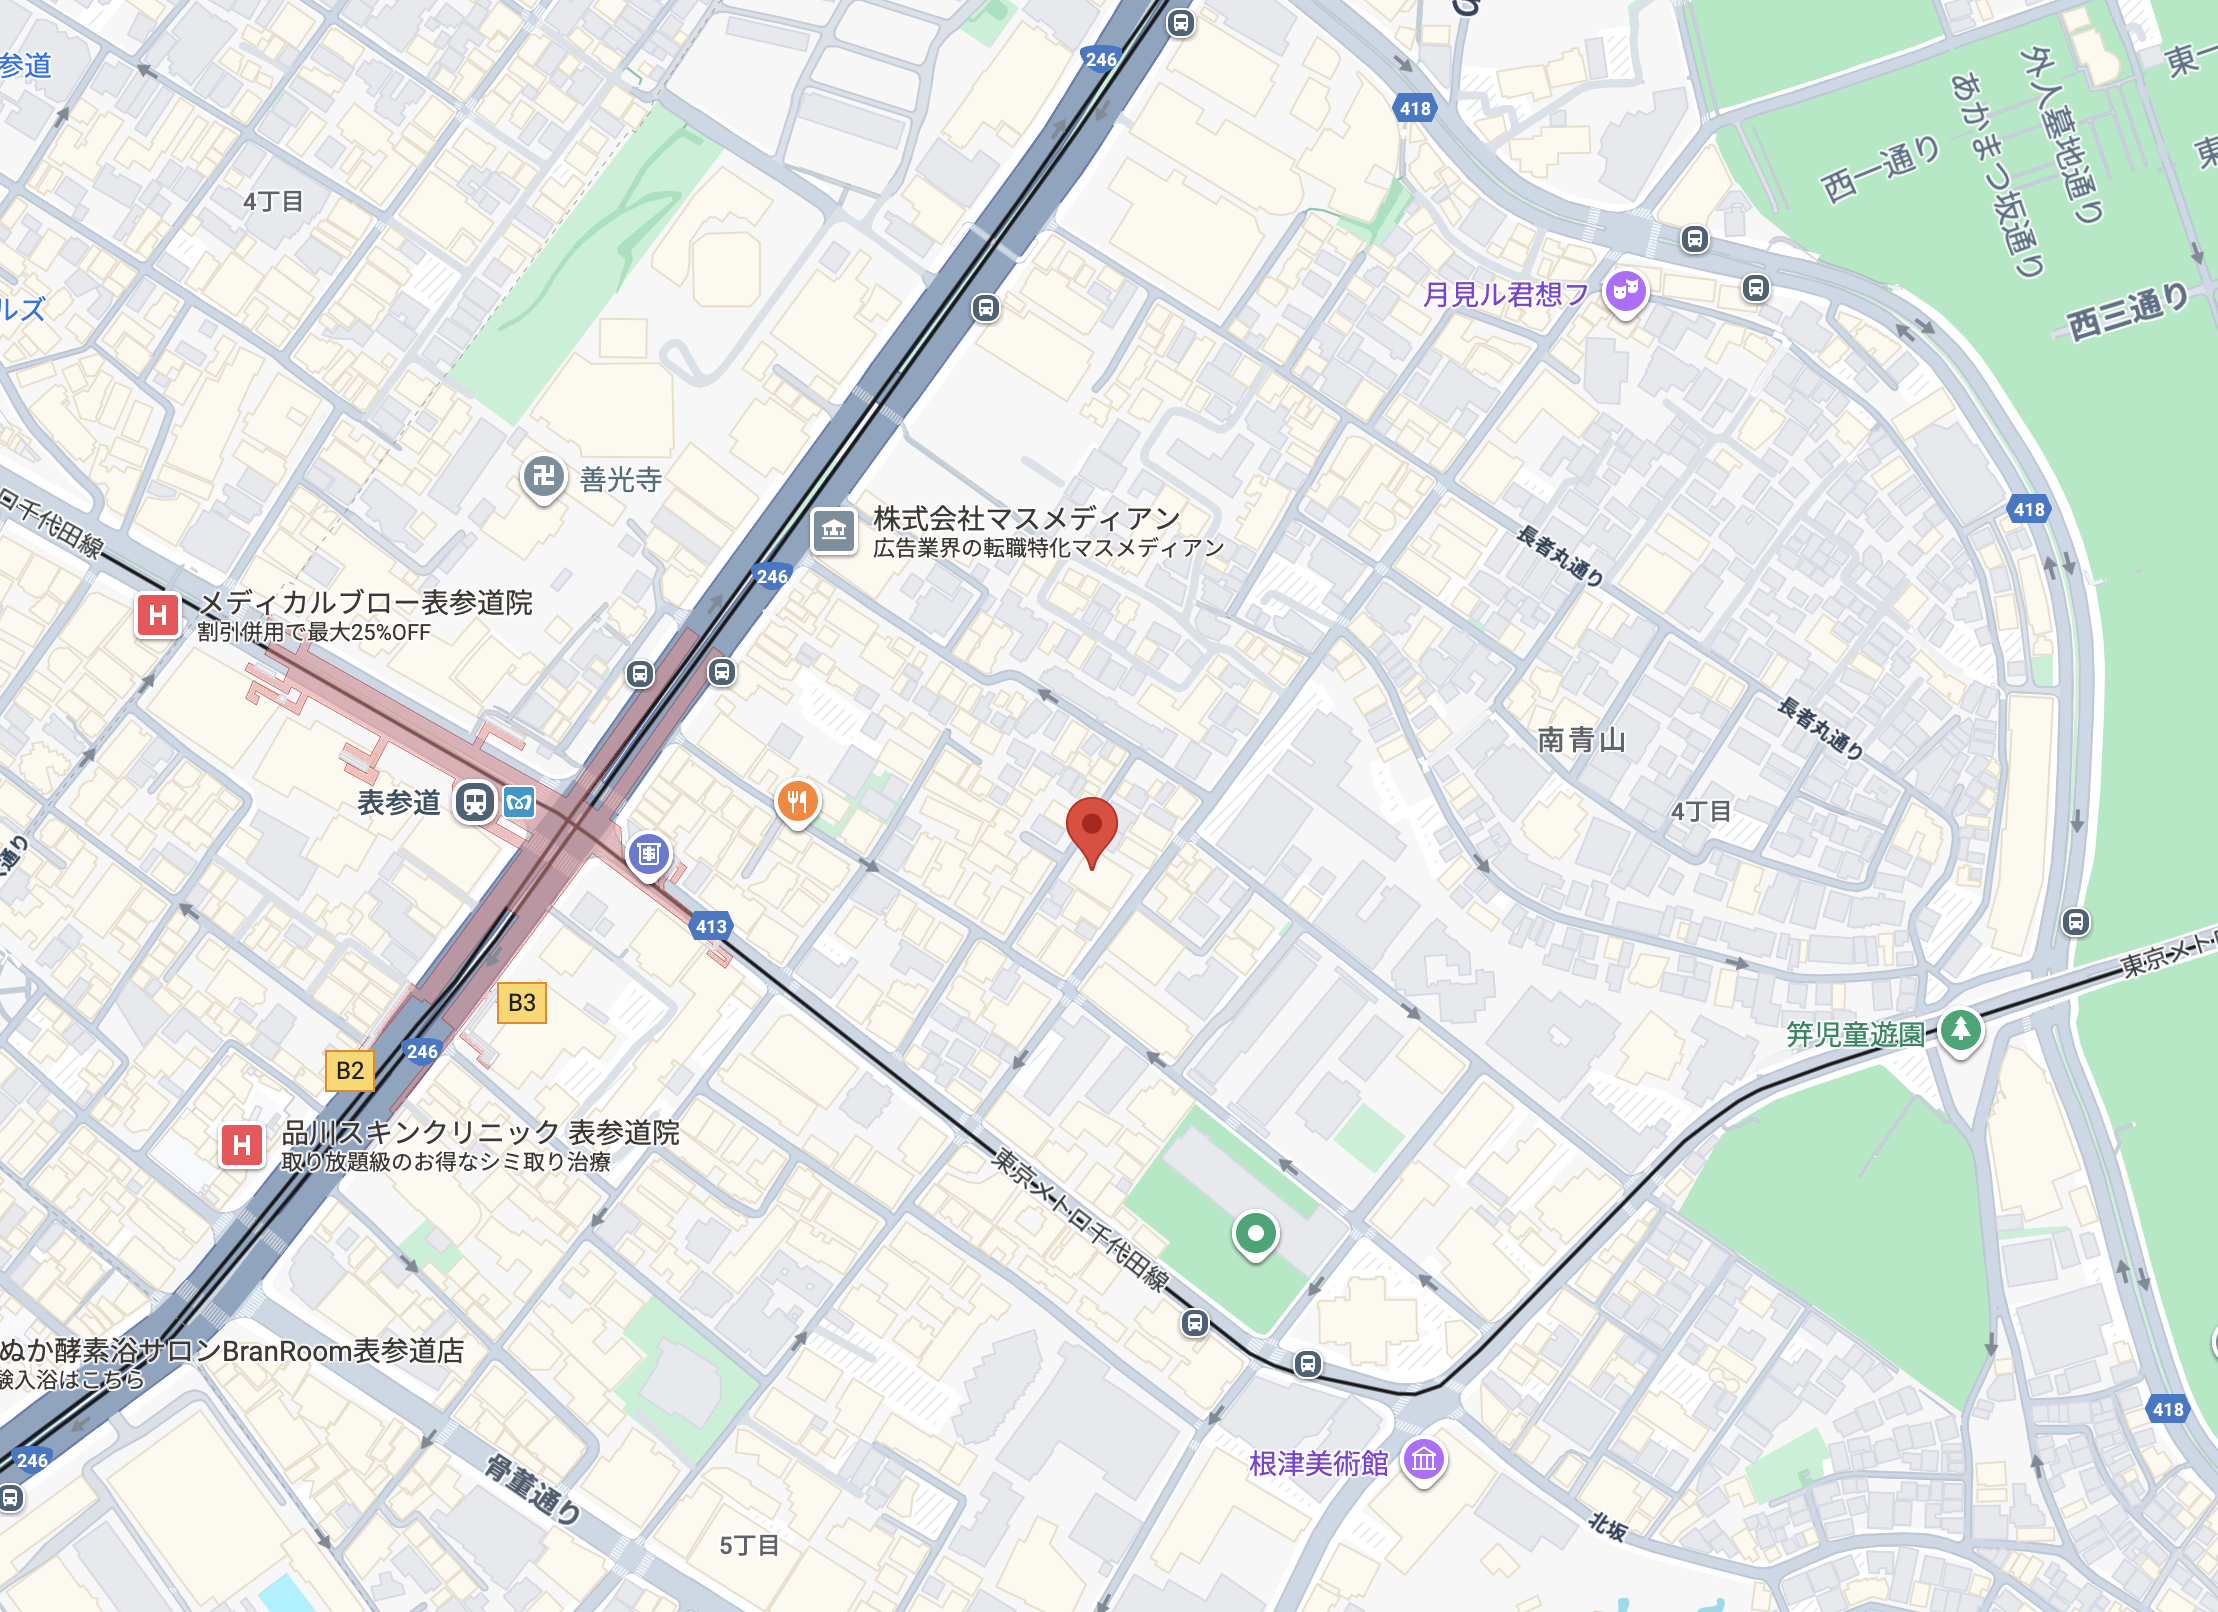 246
418
東一
外人墓地通り
あかまつ坂通り
西一通り
東
参道
4丁目
月見ル君想フ
西三通り
ルズ
善光寺
418
株式会社マスメディアン
広告業界の転職特化マスメディアン
長者丸通り
ロ千代田線
246
メディカルブロー表参道院
割引併用で最大25%OFF
H
長者丸通り
南青山
表参道
4丁目
通り
413
東京メトロ
B3
笄児童遊園
246
B2
品川スキンクリニック 表参道院
取り放題級のお得なシミ取り治療
H
東京メトロ千代田線
ぬか酵素浴サロンBranRoom表参道店
験入浴はこちら
418
246
根津美術館
骨董通り
北坂
5丁目